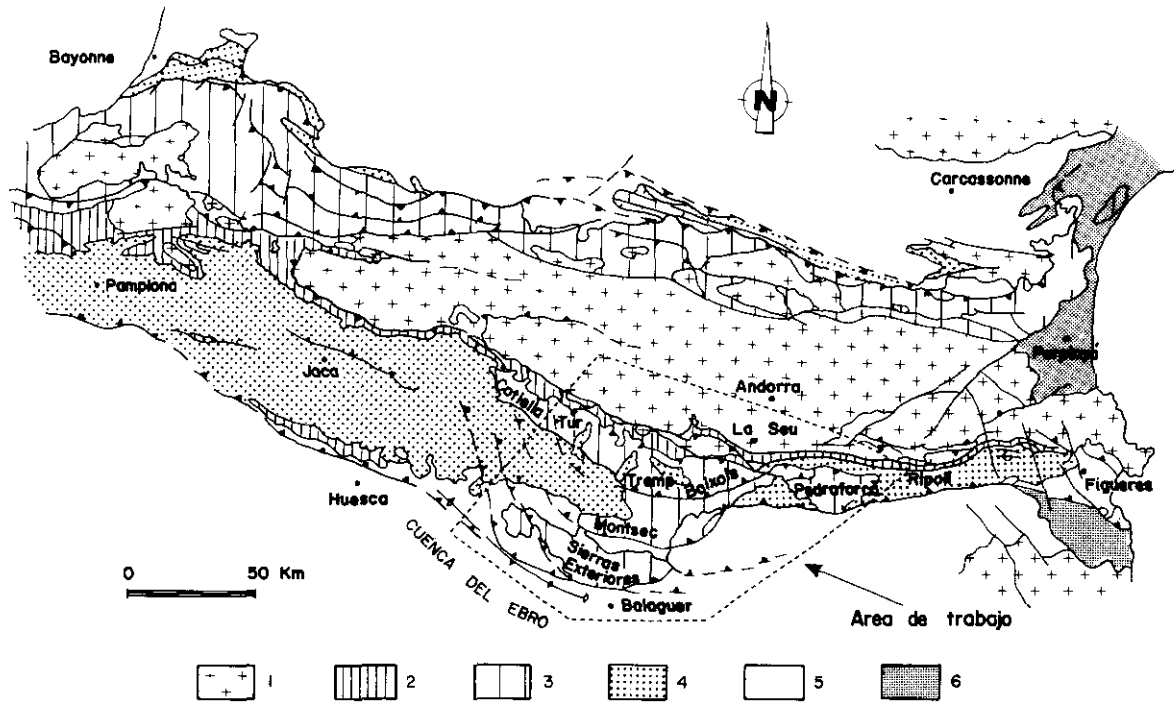 Bayonne
N
Carcassonne
Pamplona
Perpinyá
Jaca
Andorra
Cotiella
Tur
La Seu
Tremp
Boixols
Pedraforca
Ripoll
Figueres
Huesca
Montsec
Sierras
Exteriores
CUENCA DEL EBRO
0 50 Km
Balaguer
Area de trabajo
1 2 3 4 5 6